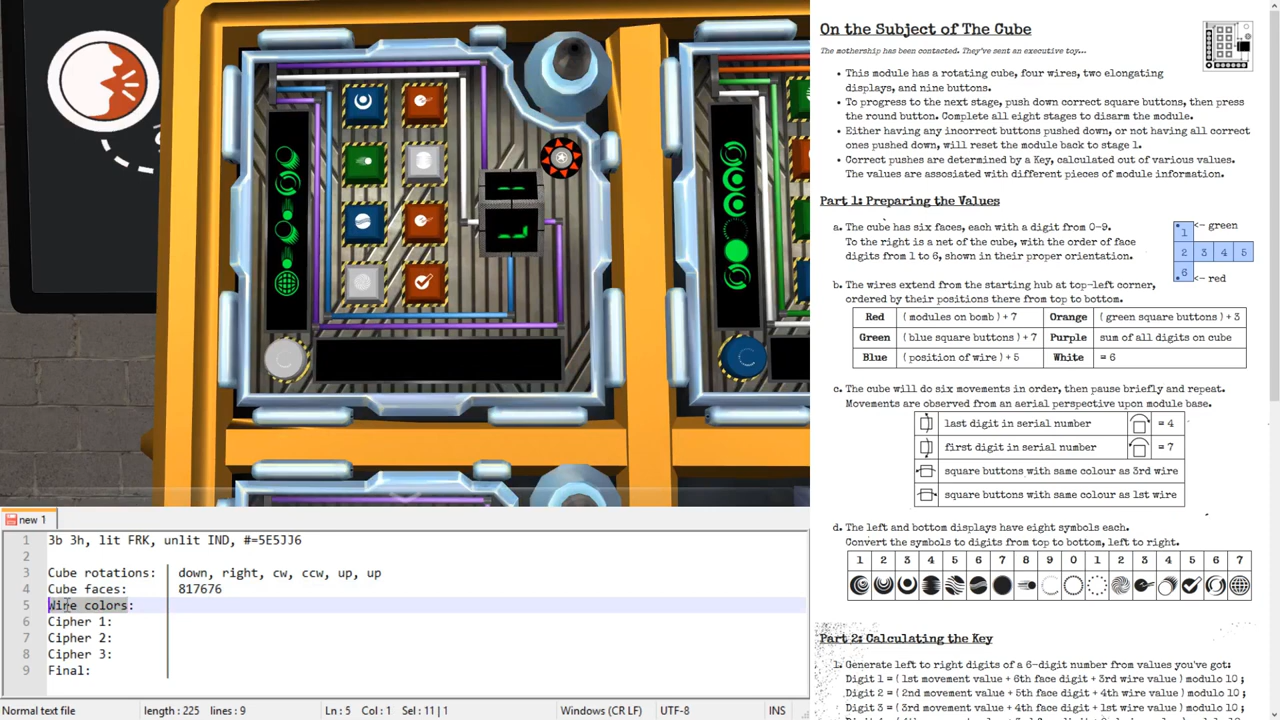 new 1
1 3b 3h, lit FRK, unlit IND, #=5E5JJ6
2
3 Cube rotations: down, right, cw, ccw, up, up
4 Cube faces: 817676
5 Wire colors:
6 Cipher 1:
7 Cipher 2:
8 Cipher 3:
9 Final:
Normal text file length : 225 lines : 9 Ln : 5 Col : 1 Sel : 11 | 1 Windows (CR LF) UTF-8 INS
On the Subject of The Cube
The mothership has been contacted. They've sent an executive toy...
• This module has a rotating cube, four wires, two elongating
displays, and nine buttons.
• To progress to the next stage, push down correct square buttons, then press
the round button. Complete all eight stages to disarm the module.
• Either having any incorrect buttons pushed down, or not having all correct
ones pushed down, will reset the module back to stage 1.
• Correct pushes are determined by a Key, calculated out of various values.
The values are assosiated with different pieces of module information.
Part 1: Preparing the Values
a. The cube has six faces, each with a digit from 0-9.
To the right is a net of the cube, with the order of face
digits from 1 to 6, shown in their proper orientation.
1 <- green
2 3 4 5
6 <- red
b. The wires extend from the starting hub at top-left corner,
ordered by their positions there from top to bottom.
Red ( modules on bomb ) + 7 Orange ( green square buttons ) + 3
Green ( blue square buttons ) + 7 Purple sum of all digits on cube
Blue ( position of wire ) + 5 White = 6
c. The cube will do six movements in order, then pause briefly and repeat.
Movements are observed from an aerial perspective upon module base.
last digit in serial number = 4
first digit in serial number = 7
square buttons with same colour as 3rd wire
square buttons with same colour as 1st wire
d. The left and bottom displays have eight symbols each.
Convert the symbols to digits from top to bottom, left to right.
1 2 3 4 5 6 7 8 9 0 1 2 3 4 5 6 7
Part 2: Calculating the Key
1. Generate left to right digits of a 6-digit number from values you've got:
Digit 1 = ( 1st movement value + 6th face digit + 3rd wire value ) modulo 10 ;
Digit 2 = ( 2nd movement value + 5th face digit + 4th wire value ) modulo 10 ;